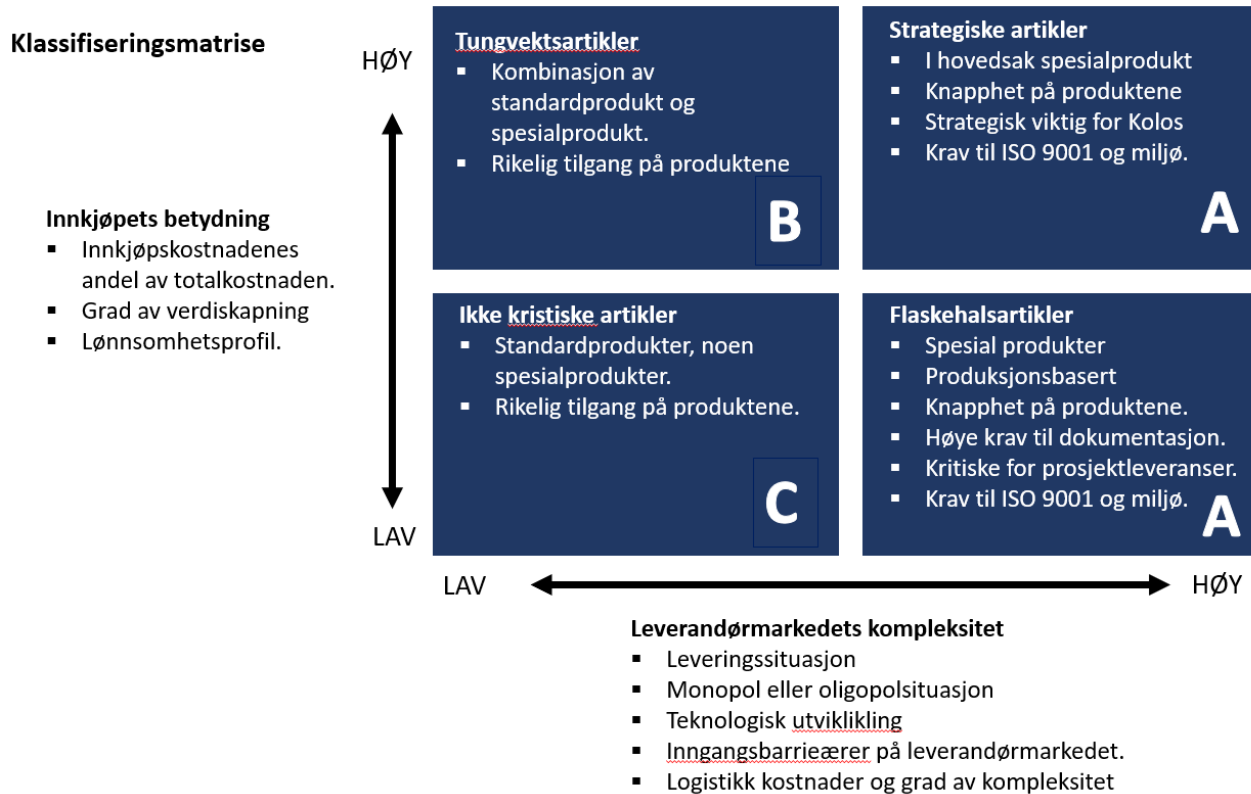 Klassifiseringsmatrise
HØY
Innkjøpets betydning
▪ Innkjøpskostnadenes
andel av totalkostnaden.
▪ Grad av verdiskapning
▪ Lønnsomhetsprofil.
LAV
Tungvektsartikler
▪ Kombinasjon av
standardprodukt og
spesialprodukt.
▪ Rikelig tilgang på produktene
B
Strategiske artikler
▪ I hovedsak spesialprodukt
▪ Knapphet på produktene
▪ Strategisk viktig for Kolos
▪ Krav til ISO 9001 og miljø.
A
Ikke kristiske artikler
▪ Standardprodukter, noen
spesialprodukter.
▪ Rikelig tilgang på produktene.
C
Flaskehalsartikler
▪ Spesial produkter
▪ Produksjonsbasert
▪ Knapphet på produktene.
▪ Høye krav til dokumentasjon.
▪ Kritiske for prosjektleveranser.
▪ Krav til ISO 9001 og miljø.
A
LAV
HØY
Leverandørmarkedets kompleksitet
▪ Leveringssituasjon
▪ Monopol eller oligopolsituasjon
▪ Teknologisk utviklikling
▪ Inngangsbarrieærer på leverandørmarkedet.
▪ Logistikk kostnader og grad av kompleksitet